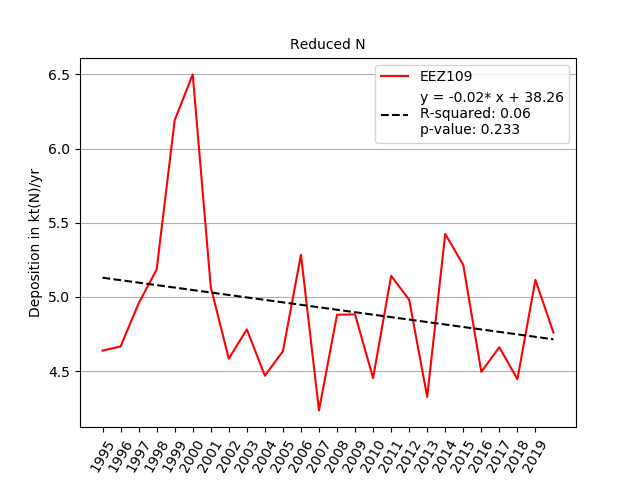 Reduced N
EEZ109
y = -0.02* x + 38.26
R-squared: 0.06
p-value: 0.233
Deposition in kt(N)/yr
6.5
6.0
5.5
5.0
4.5
1995 1996 1997 1998 1999 2000 2001 2002 2003 2004 2005 2006 2007 2008 2009 2010 2011 2012 2013 2014 2015 2016 2017 2018 2019